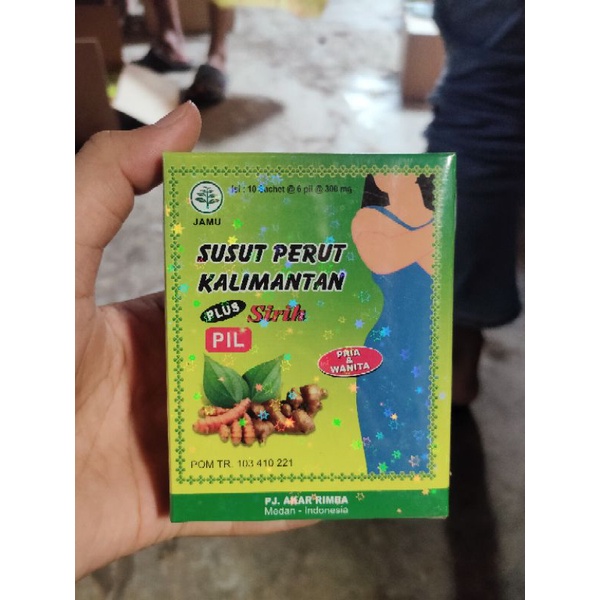 Isi : 10 Sachet @ 6 pil @ 300 mg
JAMU
SUSUT PERUT
KALIMANTAN
PLUS Sirih
PIL
PRIA
&
WANITA
POM TR. 103 410 221
PJ. AKAR RIMBA
Medan - Indonesia